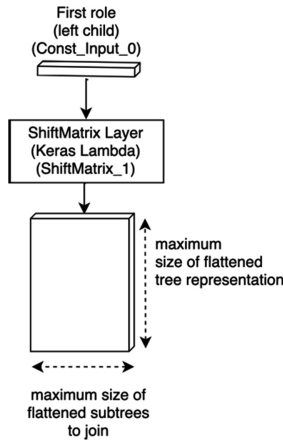 First role
(left child)
(Const_Input_0)
ShiftMatrix Layer
(Keras Lambda)
(ShiftMatrix_1)
maximum
size of flattened
tree representation
maximum size of
flattened subtrees
to join